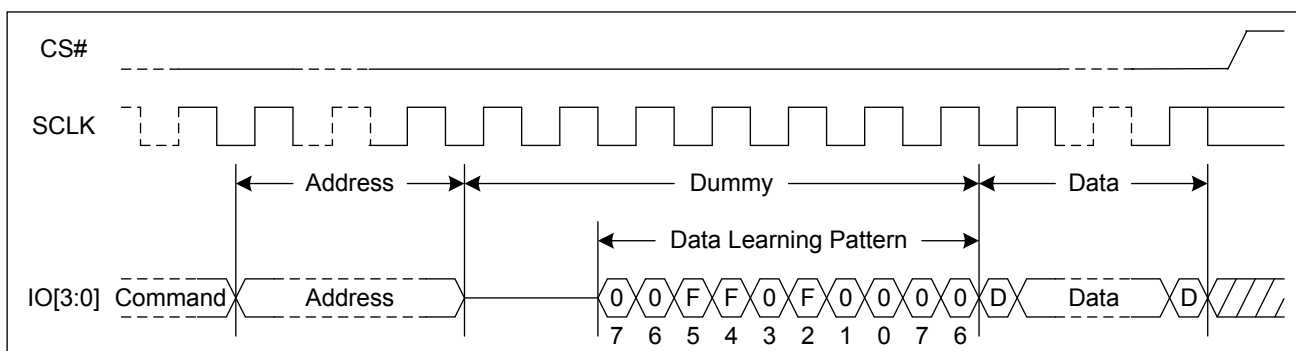 CS#
SCLK
Address Dummy Data
Data Learning Pattern
IO[3:0] Command Address 0 0 F F 0 F 0 0 0 0 D Data D
7 6 5 4 3 2 1 0 7 6